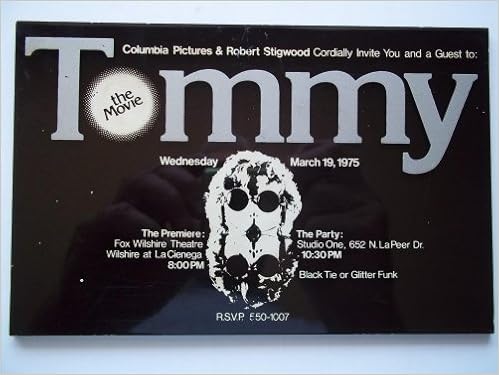 Columbia Pictures & Robert Stigwood Cordially Invite You and a Guest to:
Tommy
the Movie
Wednesday March 19, 1975
The Premiere:
Fox Wilshire Theatre
Wilshire at La Cienega
8:00 PM
The Party:
Studio One, 652 N. La Peer Dr.
10:30 PM
Black Tie or Glitter Funk
R.S.V.P. 550-1007